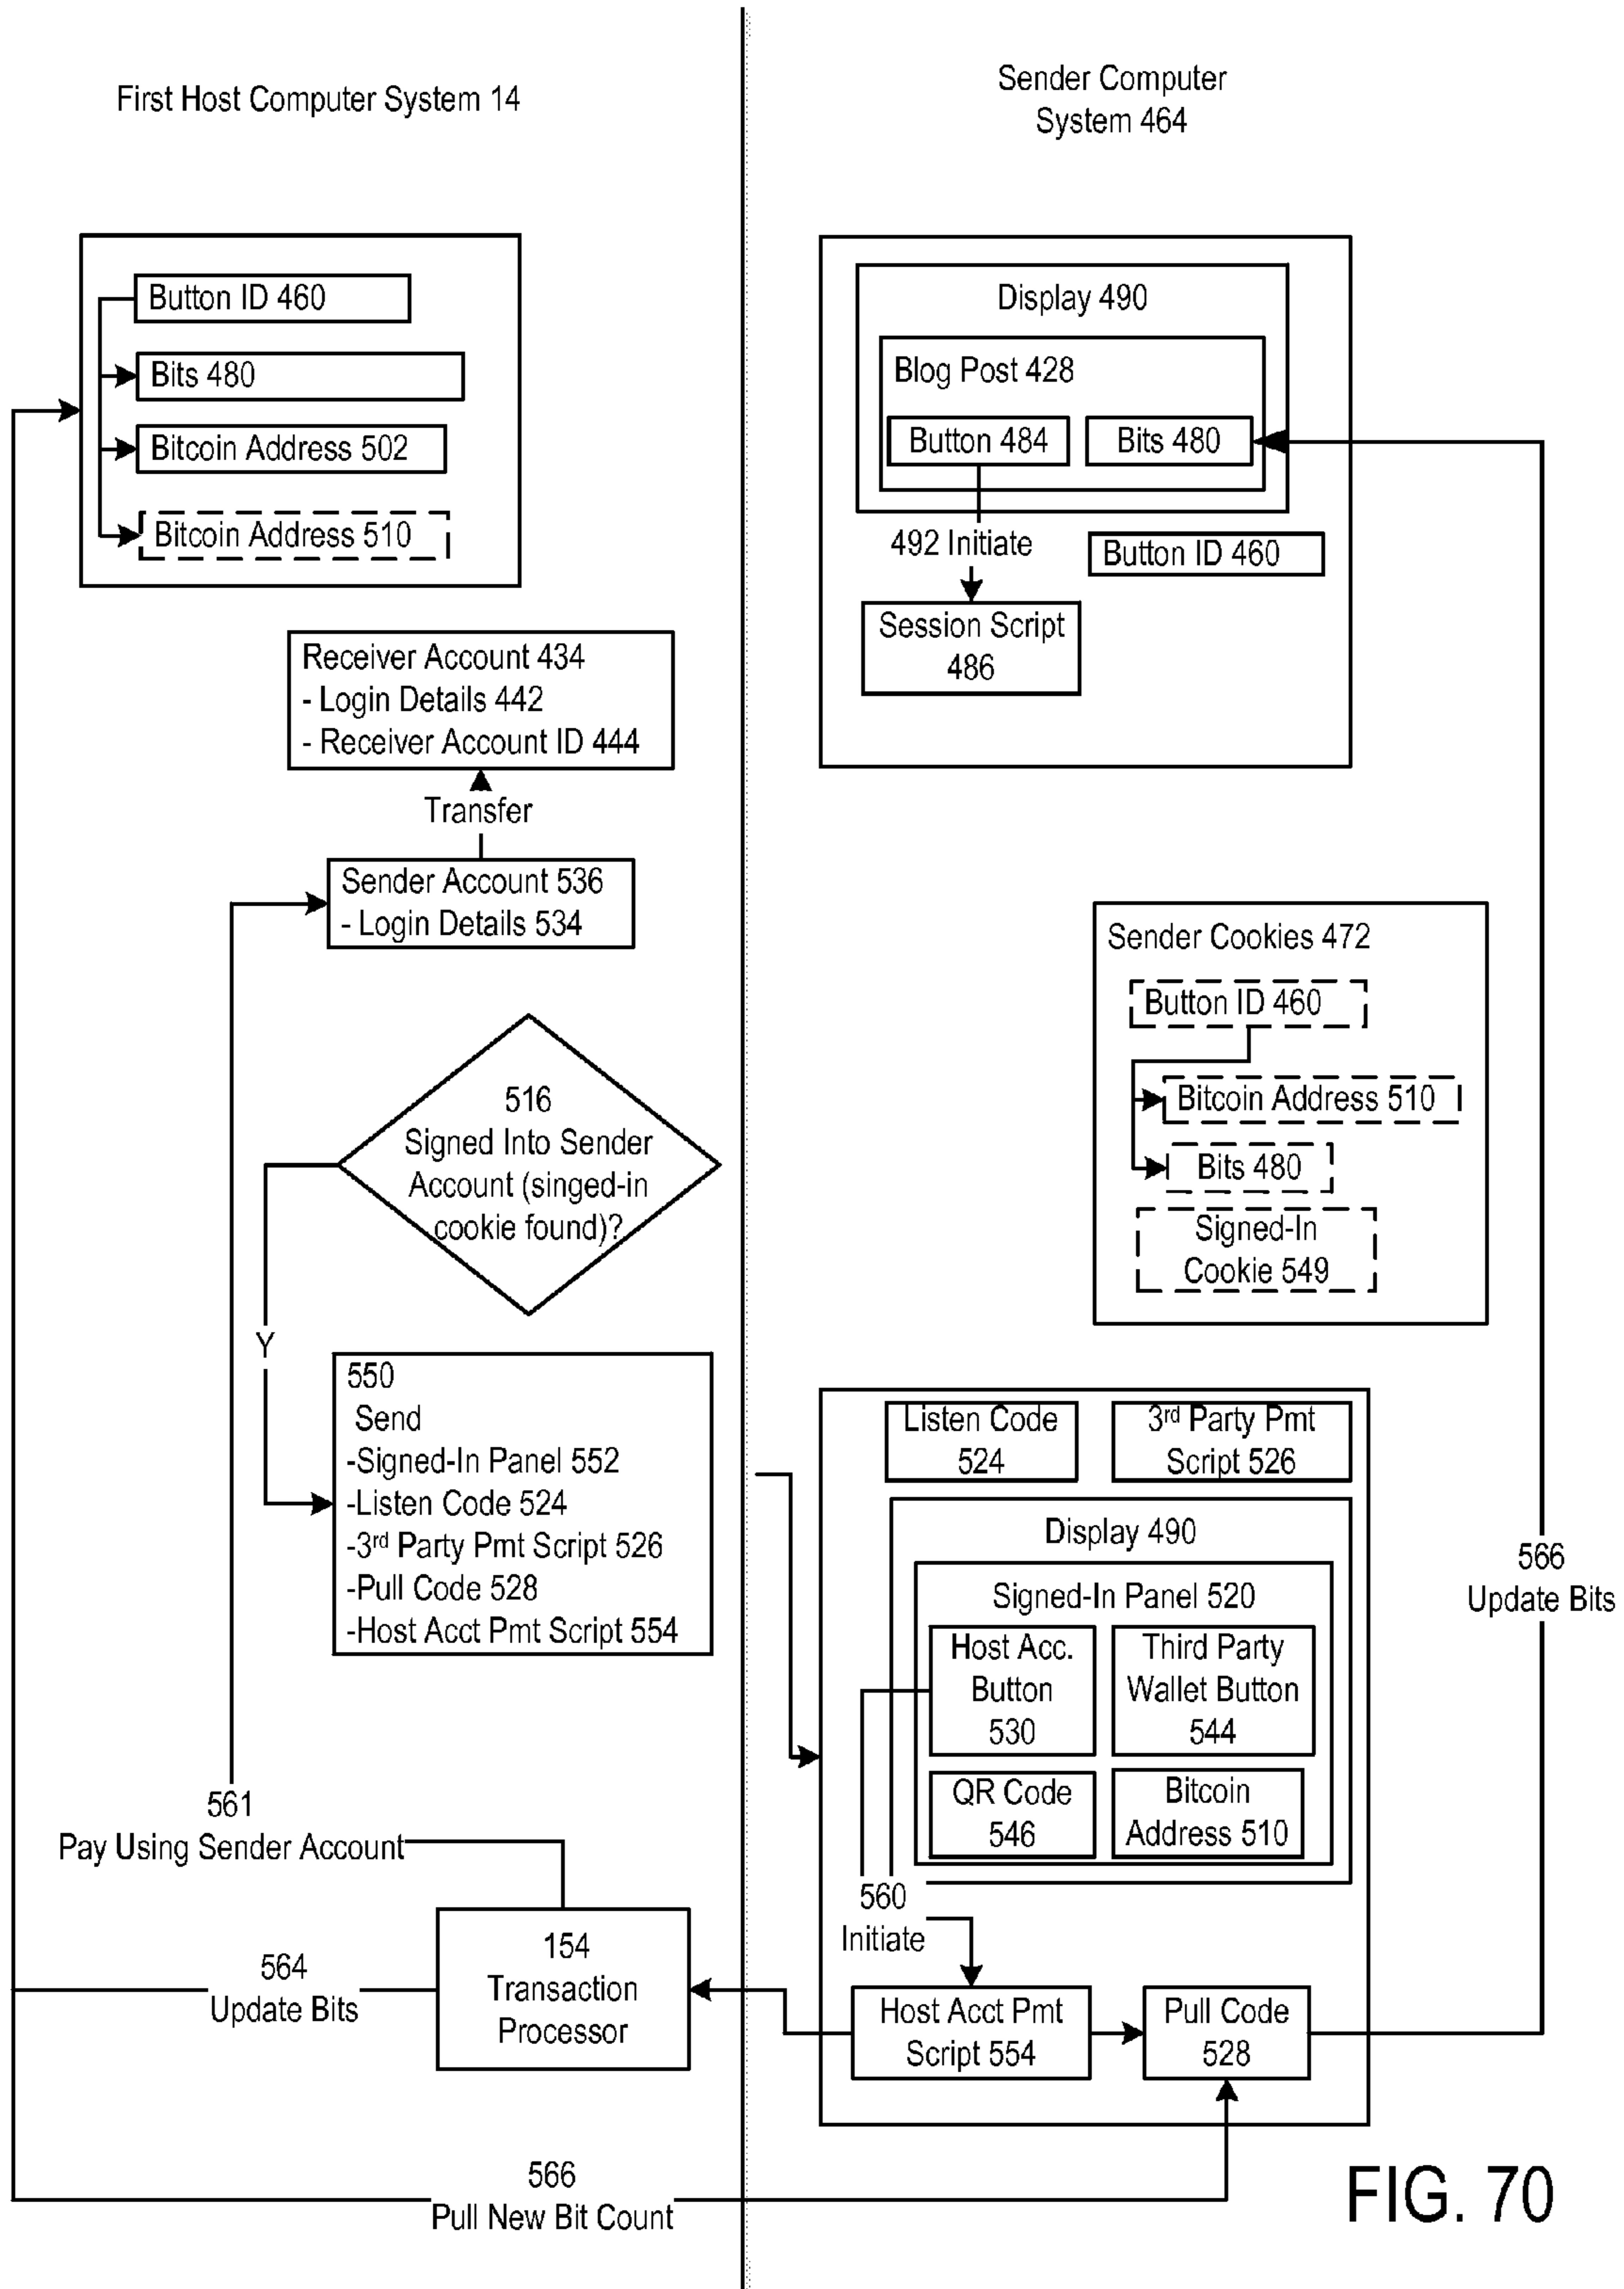 First Host Computer System 14
Sender Computer
System 464
Button ID 460
Bits 480
Bitcoin Address 502
Bitcoin Address 510
Display 490
Blog Post 428
Button 484
Bits 480
492 Initiate
Button ID 460
Session Script
486
Receiver Account 434
- Login Details 442
- Receiver Account ID 444
Transfer
Sender Account 536
- Login Details 534
Sender Cookies 472
Button ID 460
Bitcoin Address 510
Bits 480
Signed-In
Cookie 549
516
Signed Into Sender
Account (singed-in
cookie found)?
Y
550
Send
-Signed-In Panel 552
-Listen Code 524
-3rd Party Pmt Script 526
-Pull Code 528
-Host Acct Pmt Script 554
Listen Code
524
3rd Party Pmt
Script 526
Display 490
Signed-In Panel 520
Host Acc.
Button
530
Third Party
Wallet Button
544
QR Code
546
Bitcoin
Address 510
566
Update Bits
561
Pay Using Sender Account
560
Initiate
154
Transaction
Processor
564
Update Bits
Host Acct Pmt
Script 554
Pull Code
528
566
Pull New Bit Count
FIG. 70